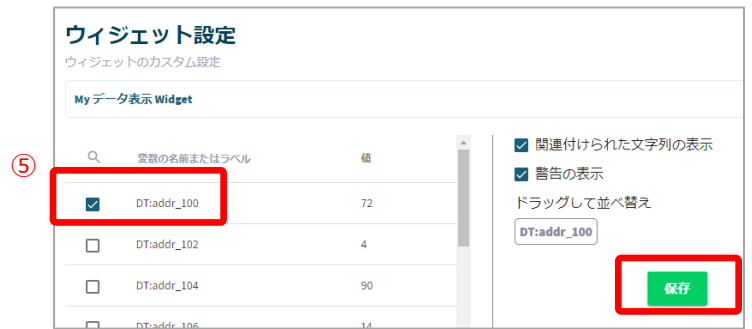 ウィジェット設定
ウィジェットのカスタム設定
My データ表示 Widget
⑤
変数の名前またはラベル 値
DT:addr_100 72
DT:addr_102 4
DT:addr_104 90
DT:addr_106 14
関連付けられた文字列の表示
警告の表示
ドラッグして並べ替え
DT:addr_100
保存